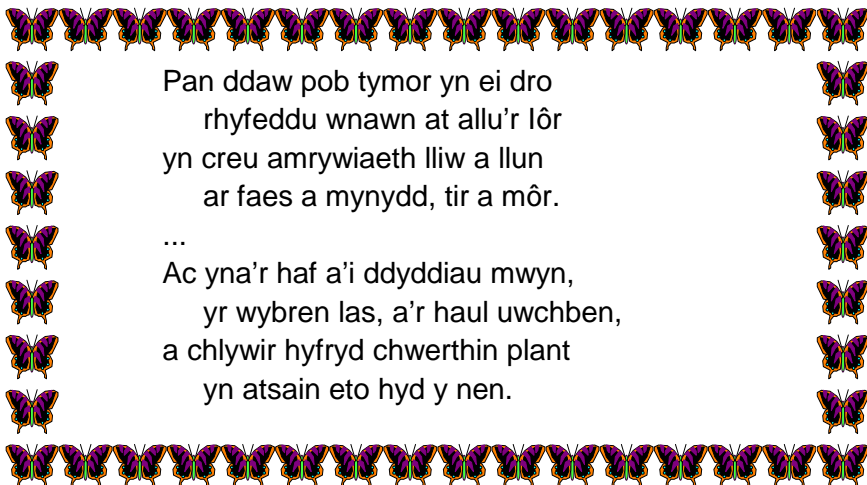 Pan ddaw pob tymor yn ei dro
rhyfeddu wnawn at allu’r Iôr
yn creu amrywiaeth lliw a llun
ar faes a mynydd, tir a môr.
...
Ac yna’r haf a’i ddyddiau mwyn,
yr wybren las, a’r haul uwchben,
a chlywir hyfryd chwerthin plant
yn atsain eto hyd y nen.